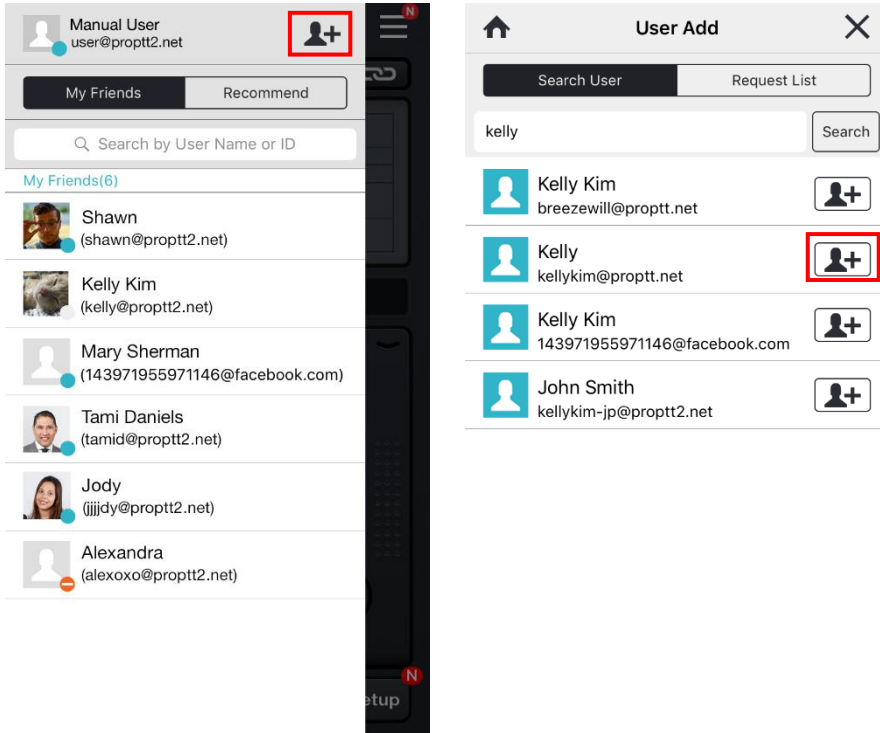 Manual User
user@proptt2.net
N
My Friends
Recommend
Search by User Name or ID
My Friends(6)
Shawn
(shawn@proptt2.net)
Kelly Kim
(kelly@proptt2.net)
Mary Sherman
(143971955971146@facebook.com)
Tami Daniels
(tamid@proptt2.net)
Jody
(jjjjdy@proptt2.net)
Alexandra
(alexoxo@proptt2.net)
N
etup
User Add
Search User
Request List
kelly
Search
Kelly Kim
breezewill@proptt.net
Kelly
kellykim@proptt.net
Kelly Kim
143971955971146@facebook.com
John Smith
kellykim-jp@proptt2.net